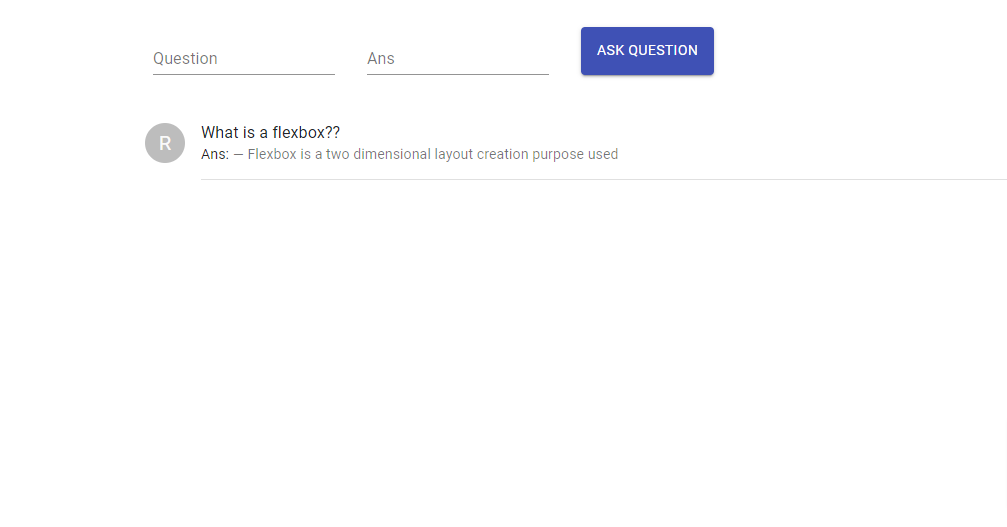 Question
Ans
ASK QUESTION
R
What is a flexbox??
Ans: — Flexbox is a two dimensional layout creation purpose used